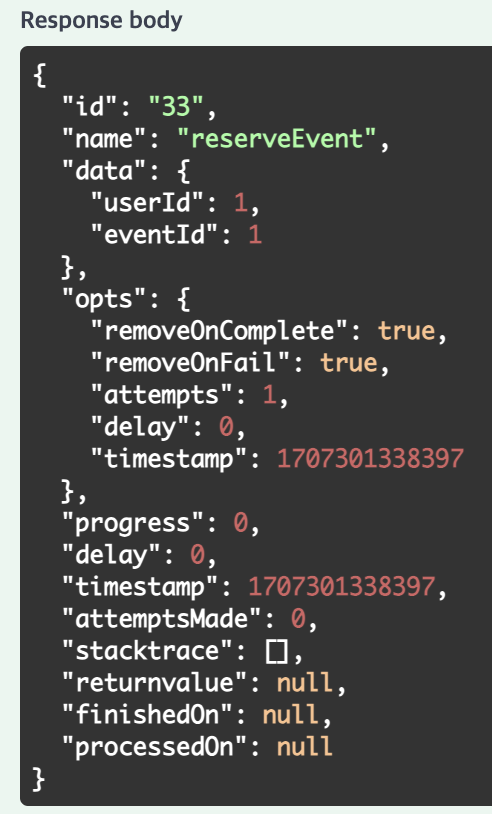 Response body
{
  "id": "33",
  "name": "reserveEvent",
  "data": {
    "userId": 1,
    "eventId": 1
  },
  "opts": {
    "removeOnComplete": true,
    "removeOnFail": true,
    "attempts": 1,
    "delay": 0,
    "timestamp": 1707301338397
  },
  "progress": 0,
  "delay": 0,
  "timestamp": 1707301338397,
  "attemptsMade": 0,
  "stacktrace": [],
  "returnvalue": null,
  "finishedOn": null,
  "processedOn": null
}